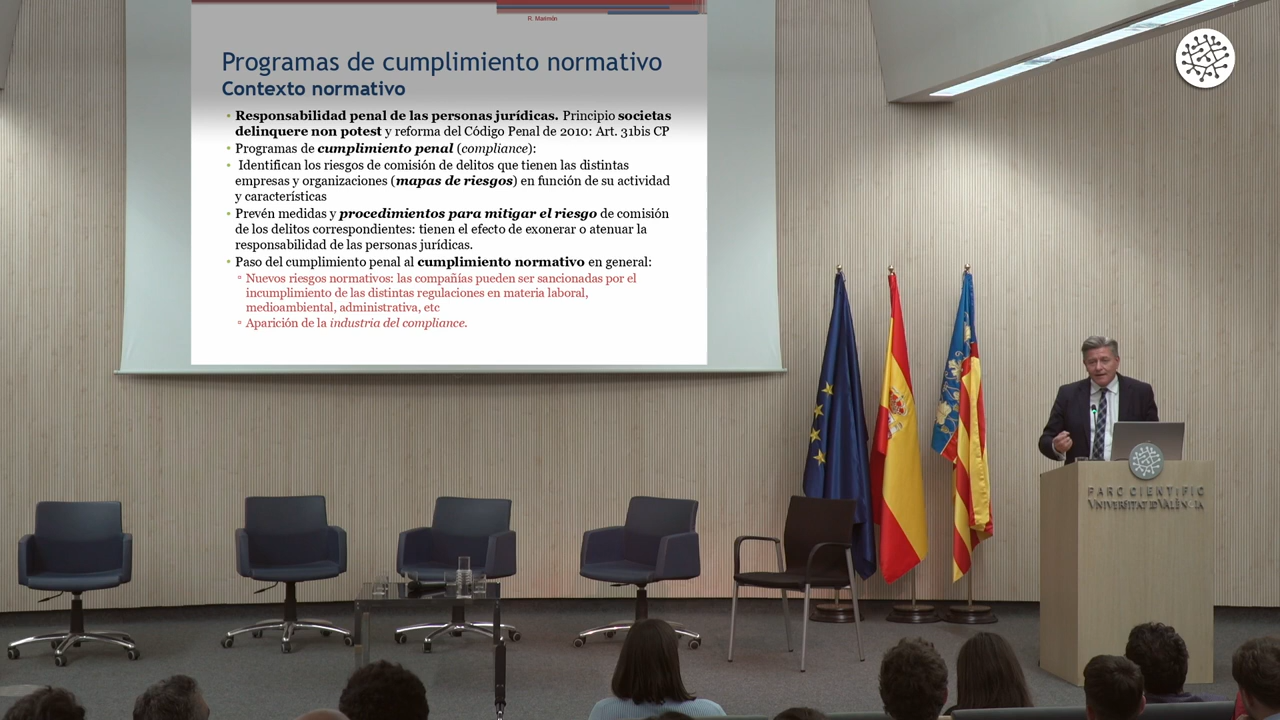 R. Marimón
Programas de cumplimiento normativo
Contexto normativo
Responsabilidad penal de las personas jurídicas. Principio societas
delinquere non potest y reforma del Código Penal de 2010: Art. 31bis CP
Programas de cumplimiento penal (compliance):
Identifican los riesgos de comisión de delitos que tienen las distintas
empresas y organizaciones (mapas de riesgos) en función de su actividad
y características
Prevén medidas y procedimientos para mitigar el riesgo de comisión
de los delitos correspondientes: tienen el efecto de exonerar o atenuar la
responsabilidad de las personas jurídicas.
Paso del cumplimiento penal al cumplimiento normativo en general:
Nuevos riesgos normativos: las compañías pueden ser sancionadas por el
incumplimiento de las distintas regulaciones en materia laboral,
medioambiental, administrativa, etc
Aparición de la industria del compliance.
PARC CIENTÍFIC
UNIVERSITAT DE VALÈNCIA